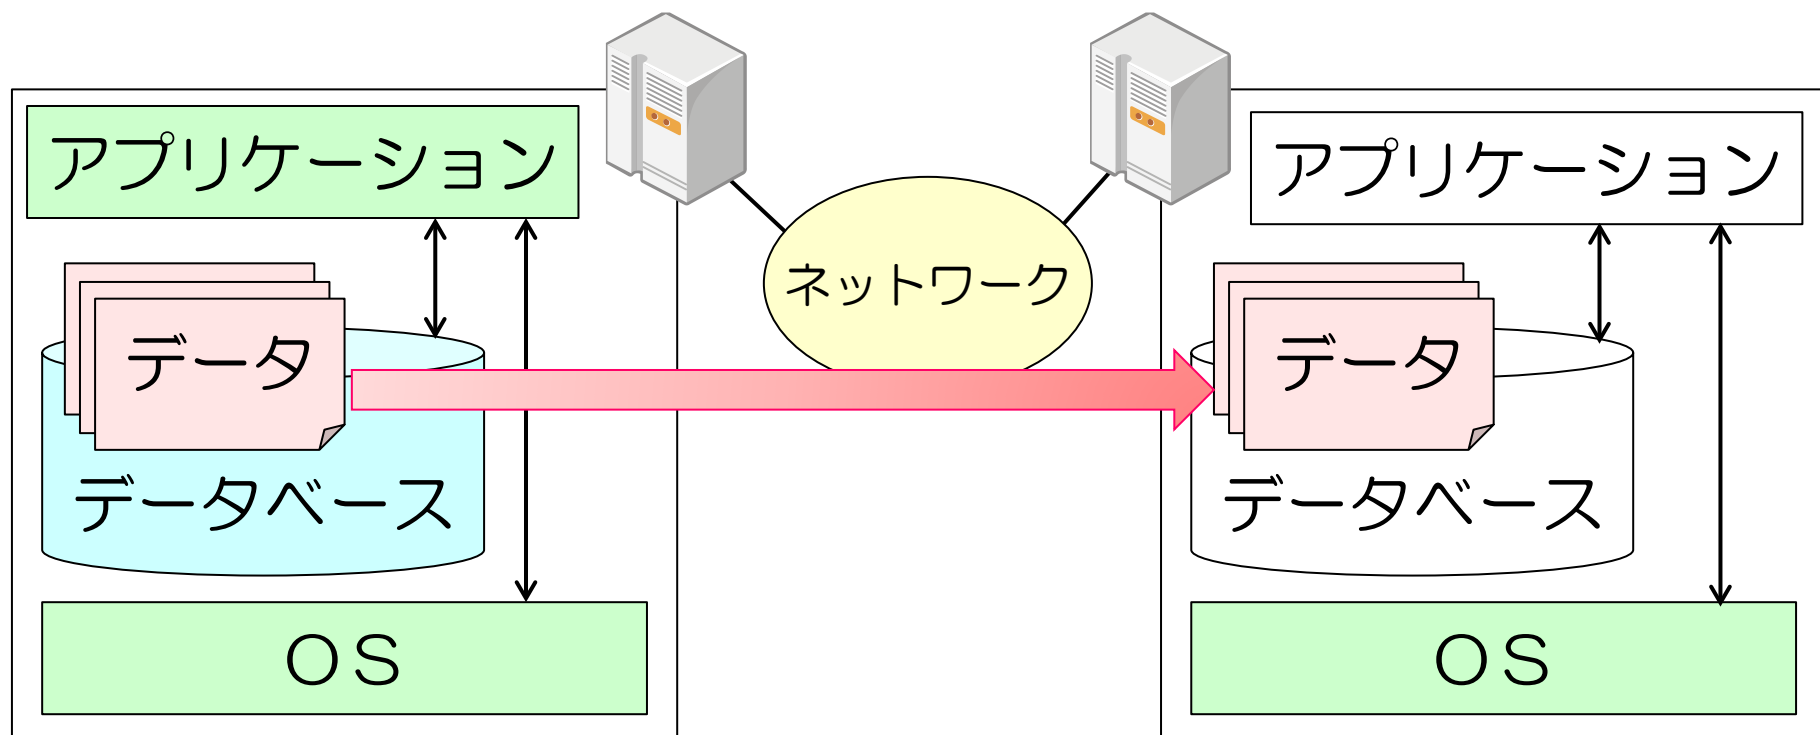 アプリケーション
データ
データベース
ＯＳ
ネットワーク
アプリケーション
データ
データベース
ＯＳ